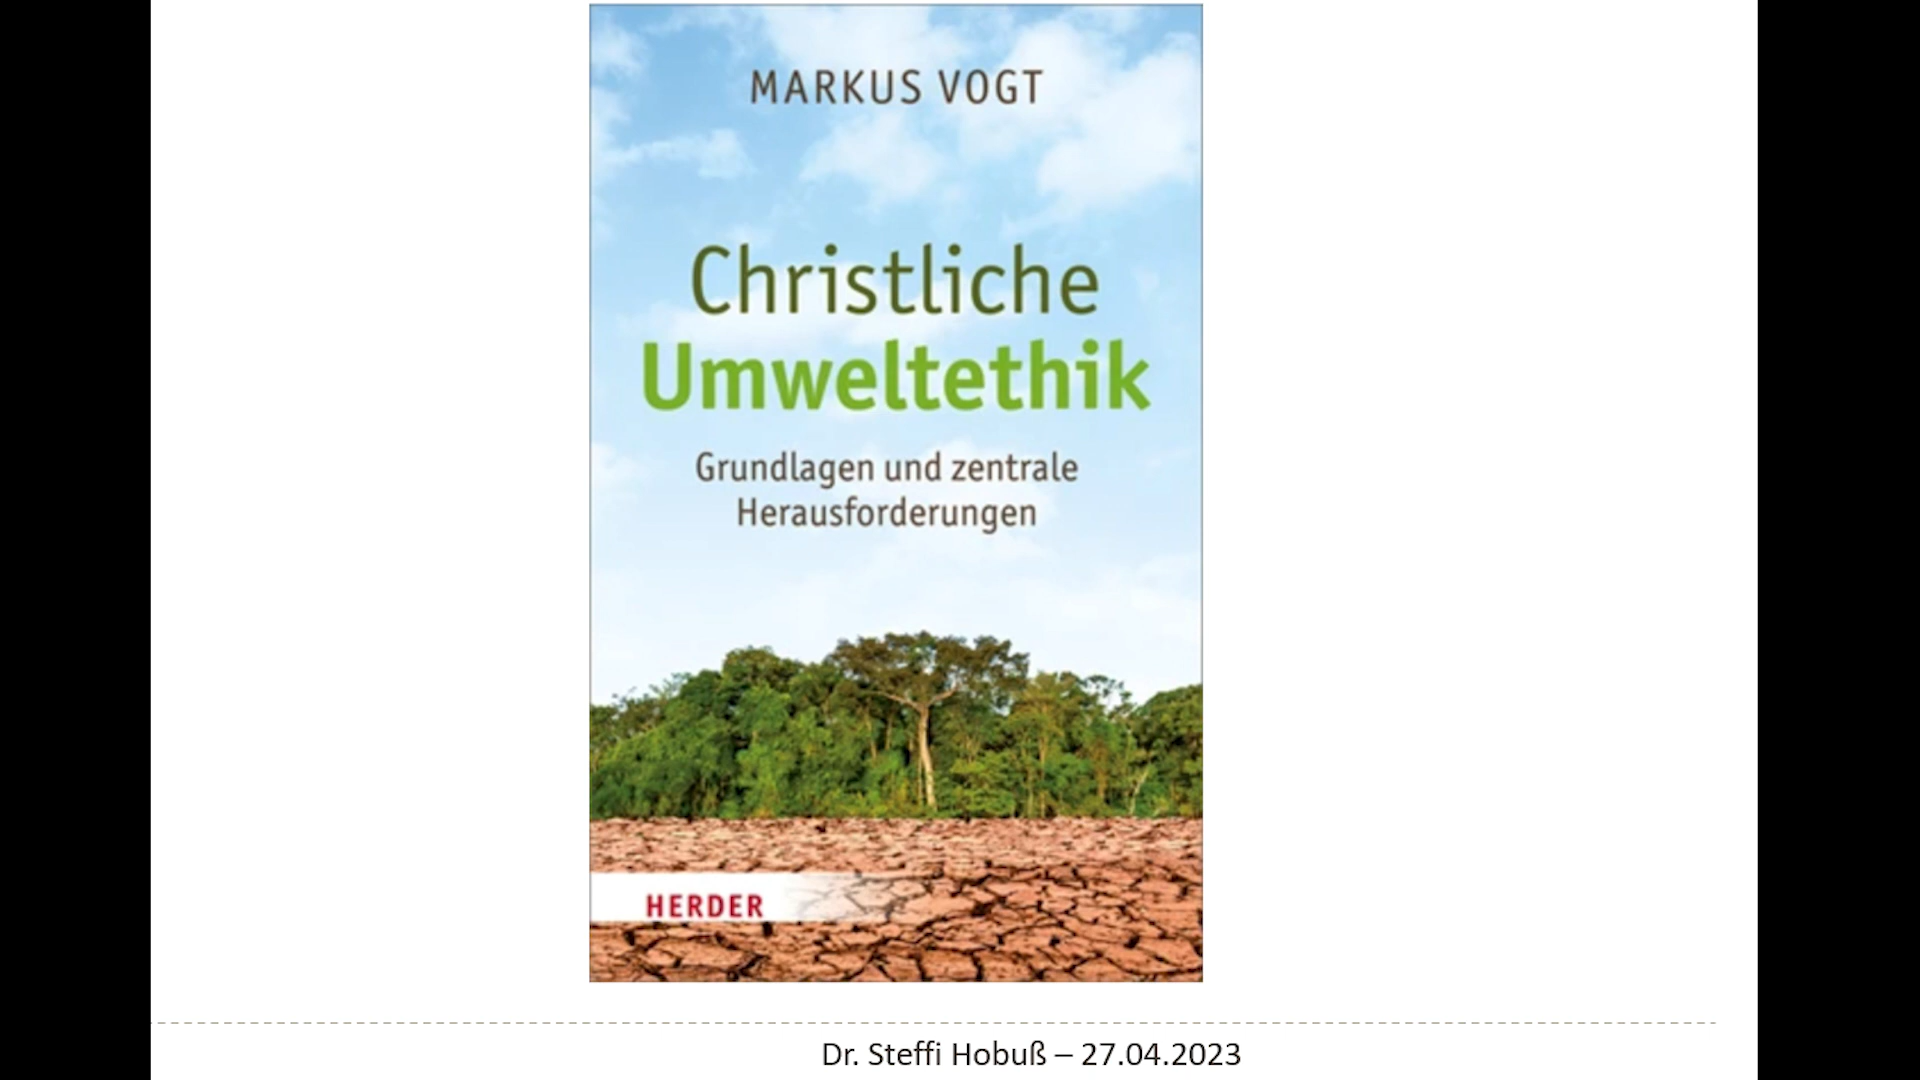 MARKUS VOGT
Christliche
Umweltethik
Grundlagen und zentrale
Herausforderungen
HERDER
Dr. Steffi Hobuß – 27.04.2023